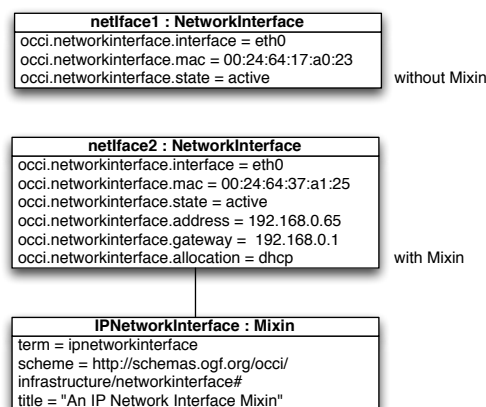 netIface1 : NetworkInterface
occi.networkinterface.interface = eth0
occi.networkinterface.mac = 00:24:64:17:a0:23
occi.networkinterface.state = active
without Mixin
netIface2 : NetworkInterface
occi.networkinterface.interface = eth0
occi.networkinterface.mac = 00:24:64:37:a1:25
occi.networkinterface.state = active
occi.networkinterface.address = 192.168.0.65
occi.networkinterface.gateway =  192.168.0.1
occi.networkinterface.allocation = dhcp
with Mixin
IPNetworkInterface : Mixin
term = ipnetworkinterface
scheme = http://schemas.ogf.org/occi/
infrastructure/networkinterface#
title = "An IP Network Interface Mixin"